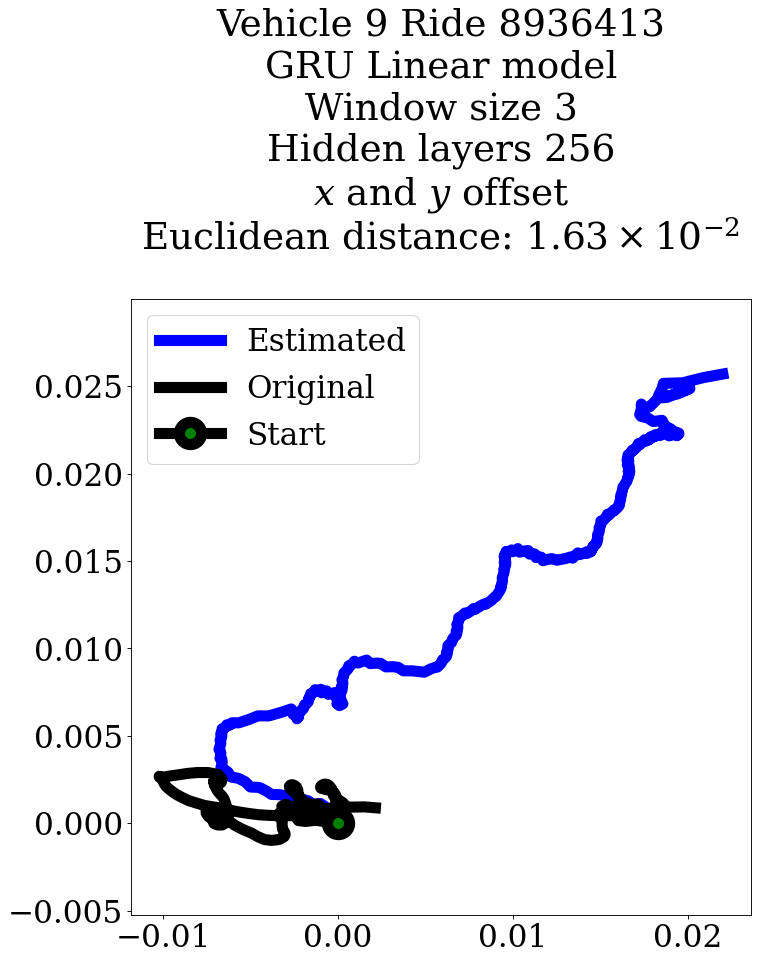 Vehicle 9 Ride 8936413
GRU Linear model
Window size 3
Hidden layers 256
x and y offset
Euclidean distance: 1.63 × 10⁻²
Estimated
Original
Start
0.025
0.020
0.015
0.010
0.005
0.000
−0.005
−0.01 0.00 0.01 0.02